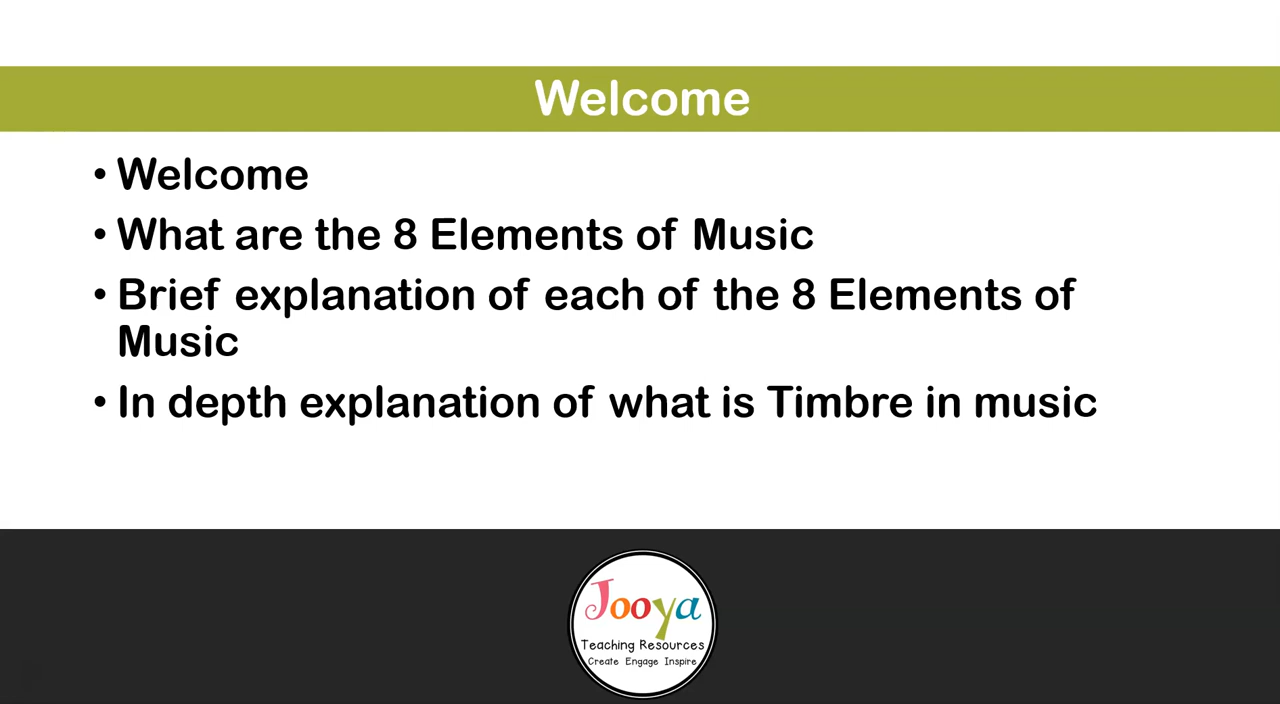 Welcome
• Welcome
• What are the 8 Elements of Music
• Brief explanation of each of the 8 Elements of
Music
• In depth explanation of what is Timbre in music
Jooya
Teaching Resources
Create Engage Inspire